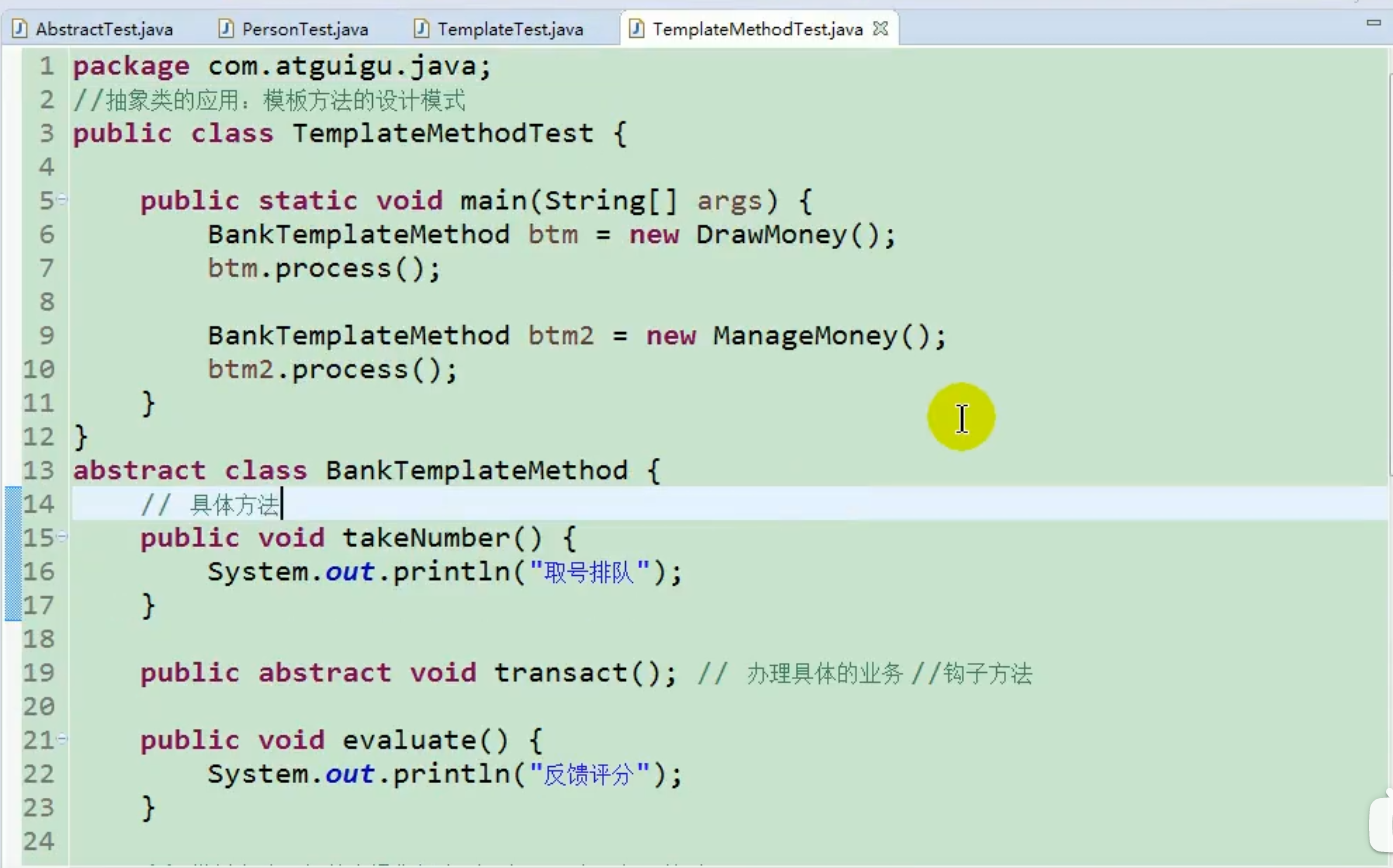 AbstractTest.java PersonTest.java TemplateTest.java TemplateMethodTest.java
1 package com.atguigu.java;
2 //抽象类的应用：模板方法的设计模式
3 public class TemplateMethodTest {
4
5 public static void main(String[] args) {
6 BankTemplateMethod btm = new DrawMoney();
7 btm.process();
8
9 BankTemplateMethod btm2 = new ManageMoney();
10 btm2.process();
11 }
12 }
13 abstract class BankTemplateMethod {
14 // 具体方法
15 public void takeNumber() {
16 System.out.println("取号排队");
17 }
18
19 public abstract void transact(); // 办理具体的业务 //钩子方法
20
21 public void evaluate() {
22 System.out.println("反馈评分");
23 }
24